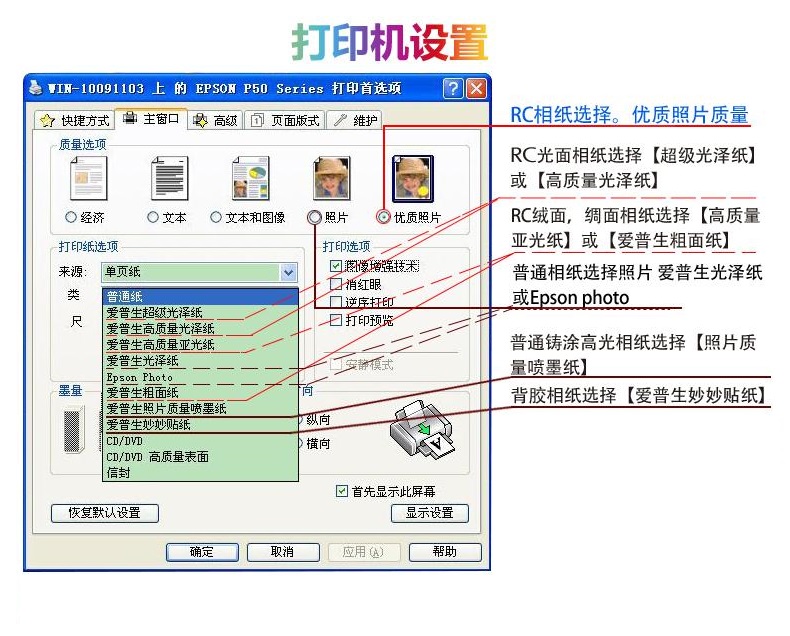 打印机设置
WIN-10091103 上 的 EPSON P50 Series 打印首选项
快捷方式 主窗口 高级 页面版式 维护
质量选项
经济 文本 文本和图像 照片 优质照片
打印纸选项
来源: 单页纸
类
尺
普通纸
爱普生超级光泽纸
爱普生高质量光泽纸
爱普生高质量亚光纸
爱普生光泽纸
Epson Photo
爱普生粗面纸
爱普生照片质量喷墨纸
爱普生妙妙贴纸
CD/DVD
CD/DVD 高质量表面
信封
打印选项
图像增强技术
消红眼
逆序打印
打印预览
安静模式
墨量
向
纵向
横向
首先显示此屏幕
恢复默认设置 显示设置
确定 取消 应用(A) 帮助
RC相纸选择。优质照片质量
RC光面相纸选择【超级光泽纸】
或【高质量光泽纸】
RC绒面，绸面相纸选择【高质量
亚光纸】或【爱普生粗面纸】
普通相纸选择照片 爱普生光泽纸
或Epson photo
普通铸涂高光相纸选择【照片质
量喷墨纸】
背胶相纸选择【爱普生妙妙贴纸】